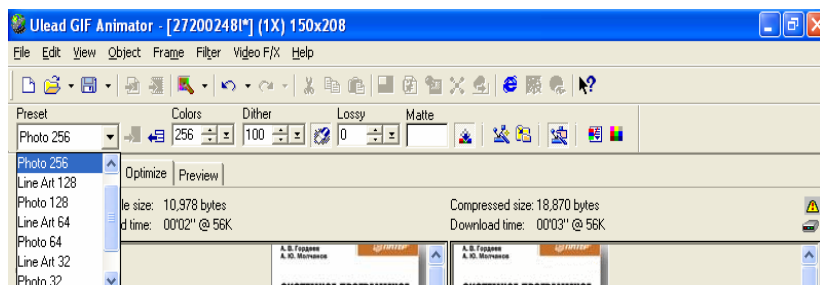 Ulead GIF Animator - [27200248l*] (1X) 150x208
File Edit View Object Frame Filter Video F/X Help
Preset Colors Dither Lossy Matte
Photo 256 256 100 0
Photo 256
Line Art 128
Photo 128
Line Art 64
Photo 64
Line Art 32
Photo 32
Optimize Preview
le size: 10,978 bytes
d time: 00'02'' @ 56K
Compressed size: 18,870 bytes
Download time: 00'03'' @ 56K
А. В. Гордеев
А. Ю. Молчанов
ПИТЕР
А. В. Гордеев
А. Ю. Молчанов
ПИТЕР